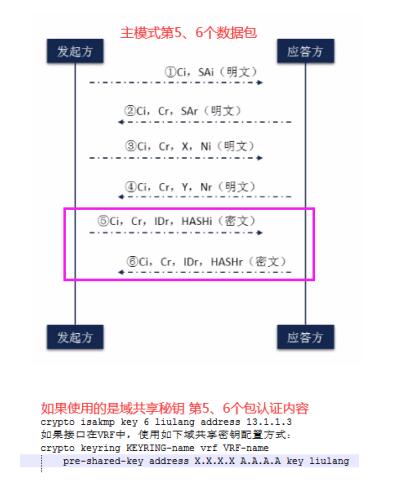 主模式第5、6个数据包
发起方
应答方
①Ci，SAi（明文）
②Ci，Cr，SAr（明文）
③Ci，Cr，X，Ni（明文）
④Ci，Cr，Y，Nr（明文）
⑤Ci，Cr，IDr，HASHi（密文）
⑥Ci，Cr，IDr，HASHr（密文）
发起方
应答方
如果使用的是域共享秘钥 第5、6个包认证内容
crypto isakmp key 6 liulang address 13.1.1.3
如果接口在VRF中，使用如下域共享密钥配置方式：
crypto keyring KEYRING-name vrf VRF-name
pre-shared-key address X.X.X.X A.A.A.A key liulang